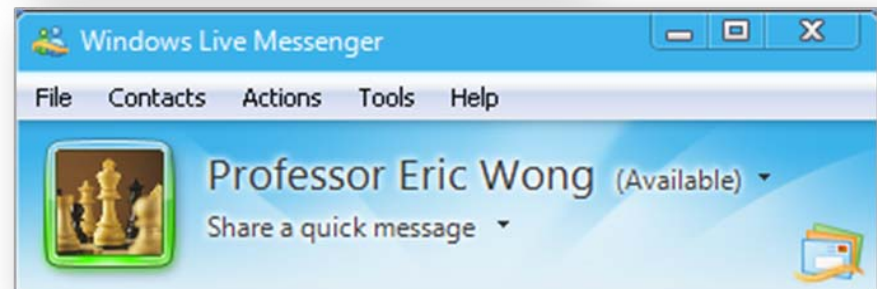 Windows Live Messenger
File Contacts Actions Tools Help
Professor Eric Wong (Available)
Share a quick message